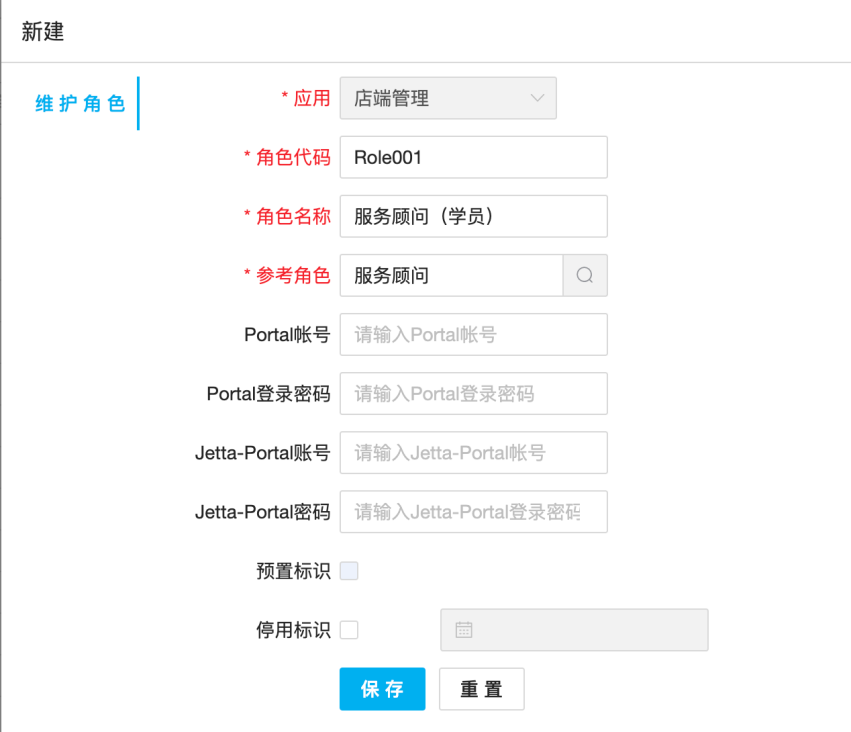 新建
维护角色
* 应用 店端管理
* 角色代码 Role001
* 角色名称 服务顾问（学员）
* 参考角色 服务顾问
Portal帐号 请输入Portal帐号
Portal登录密码 请输入Portal登录密码
Jetta-Portal账号 请输入Jetta-Portal帐号
Jetta-Portal密码 请输入Jetta-Portal登录密码
预置标识
停用标识
保存 重置